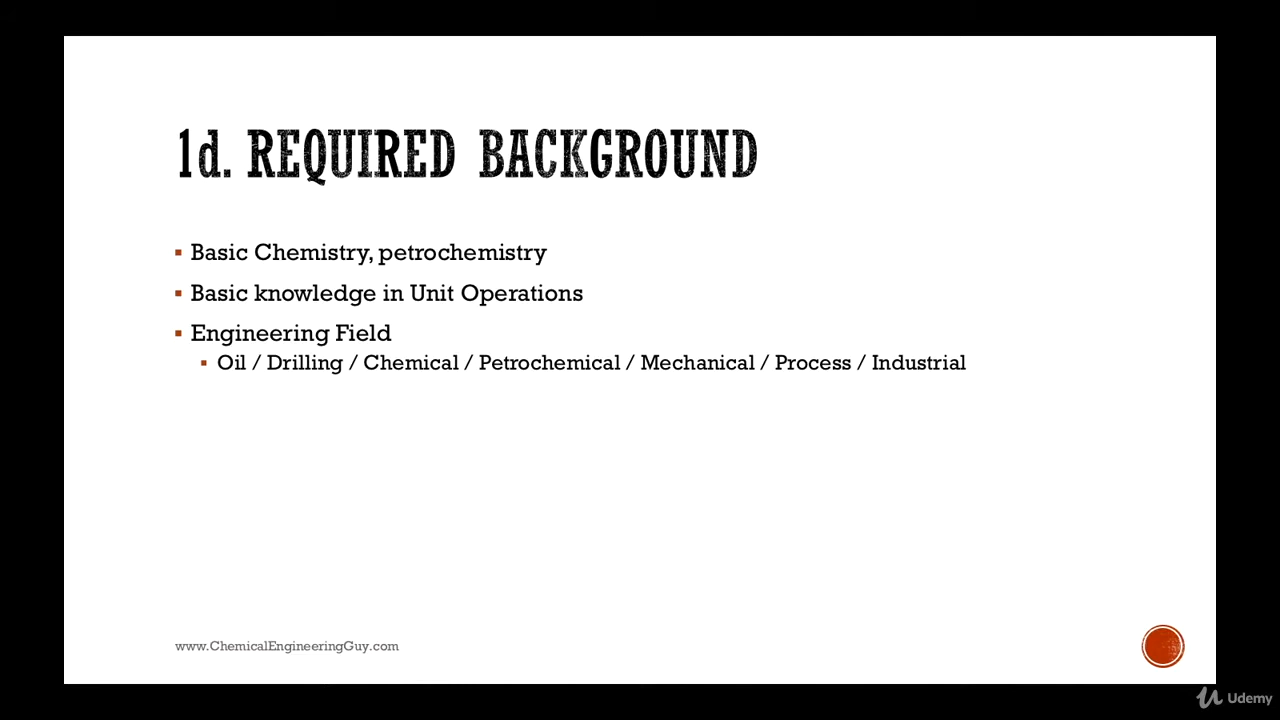 1d. REQUIRED BACKGROUND
▪ Basic Chemistry, petrochemistry
▪ Basic knowledge in Unit Operations
▪ Engineering Field
▪ Oil / Drilling / Chemical / Petrochemical / Mechanical / Process / Industrial
www.ChemicalEngineeringGuy.com
Udemy